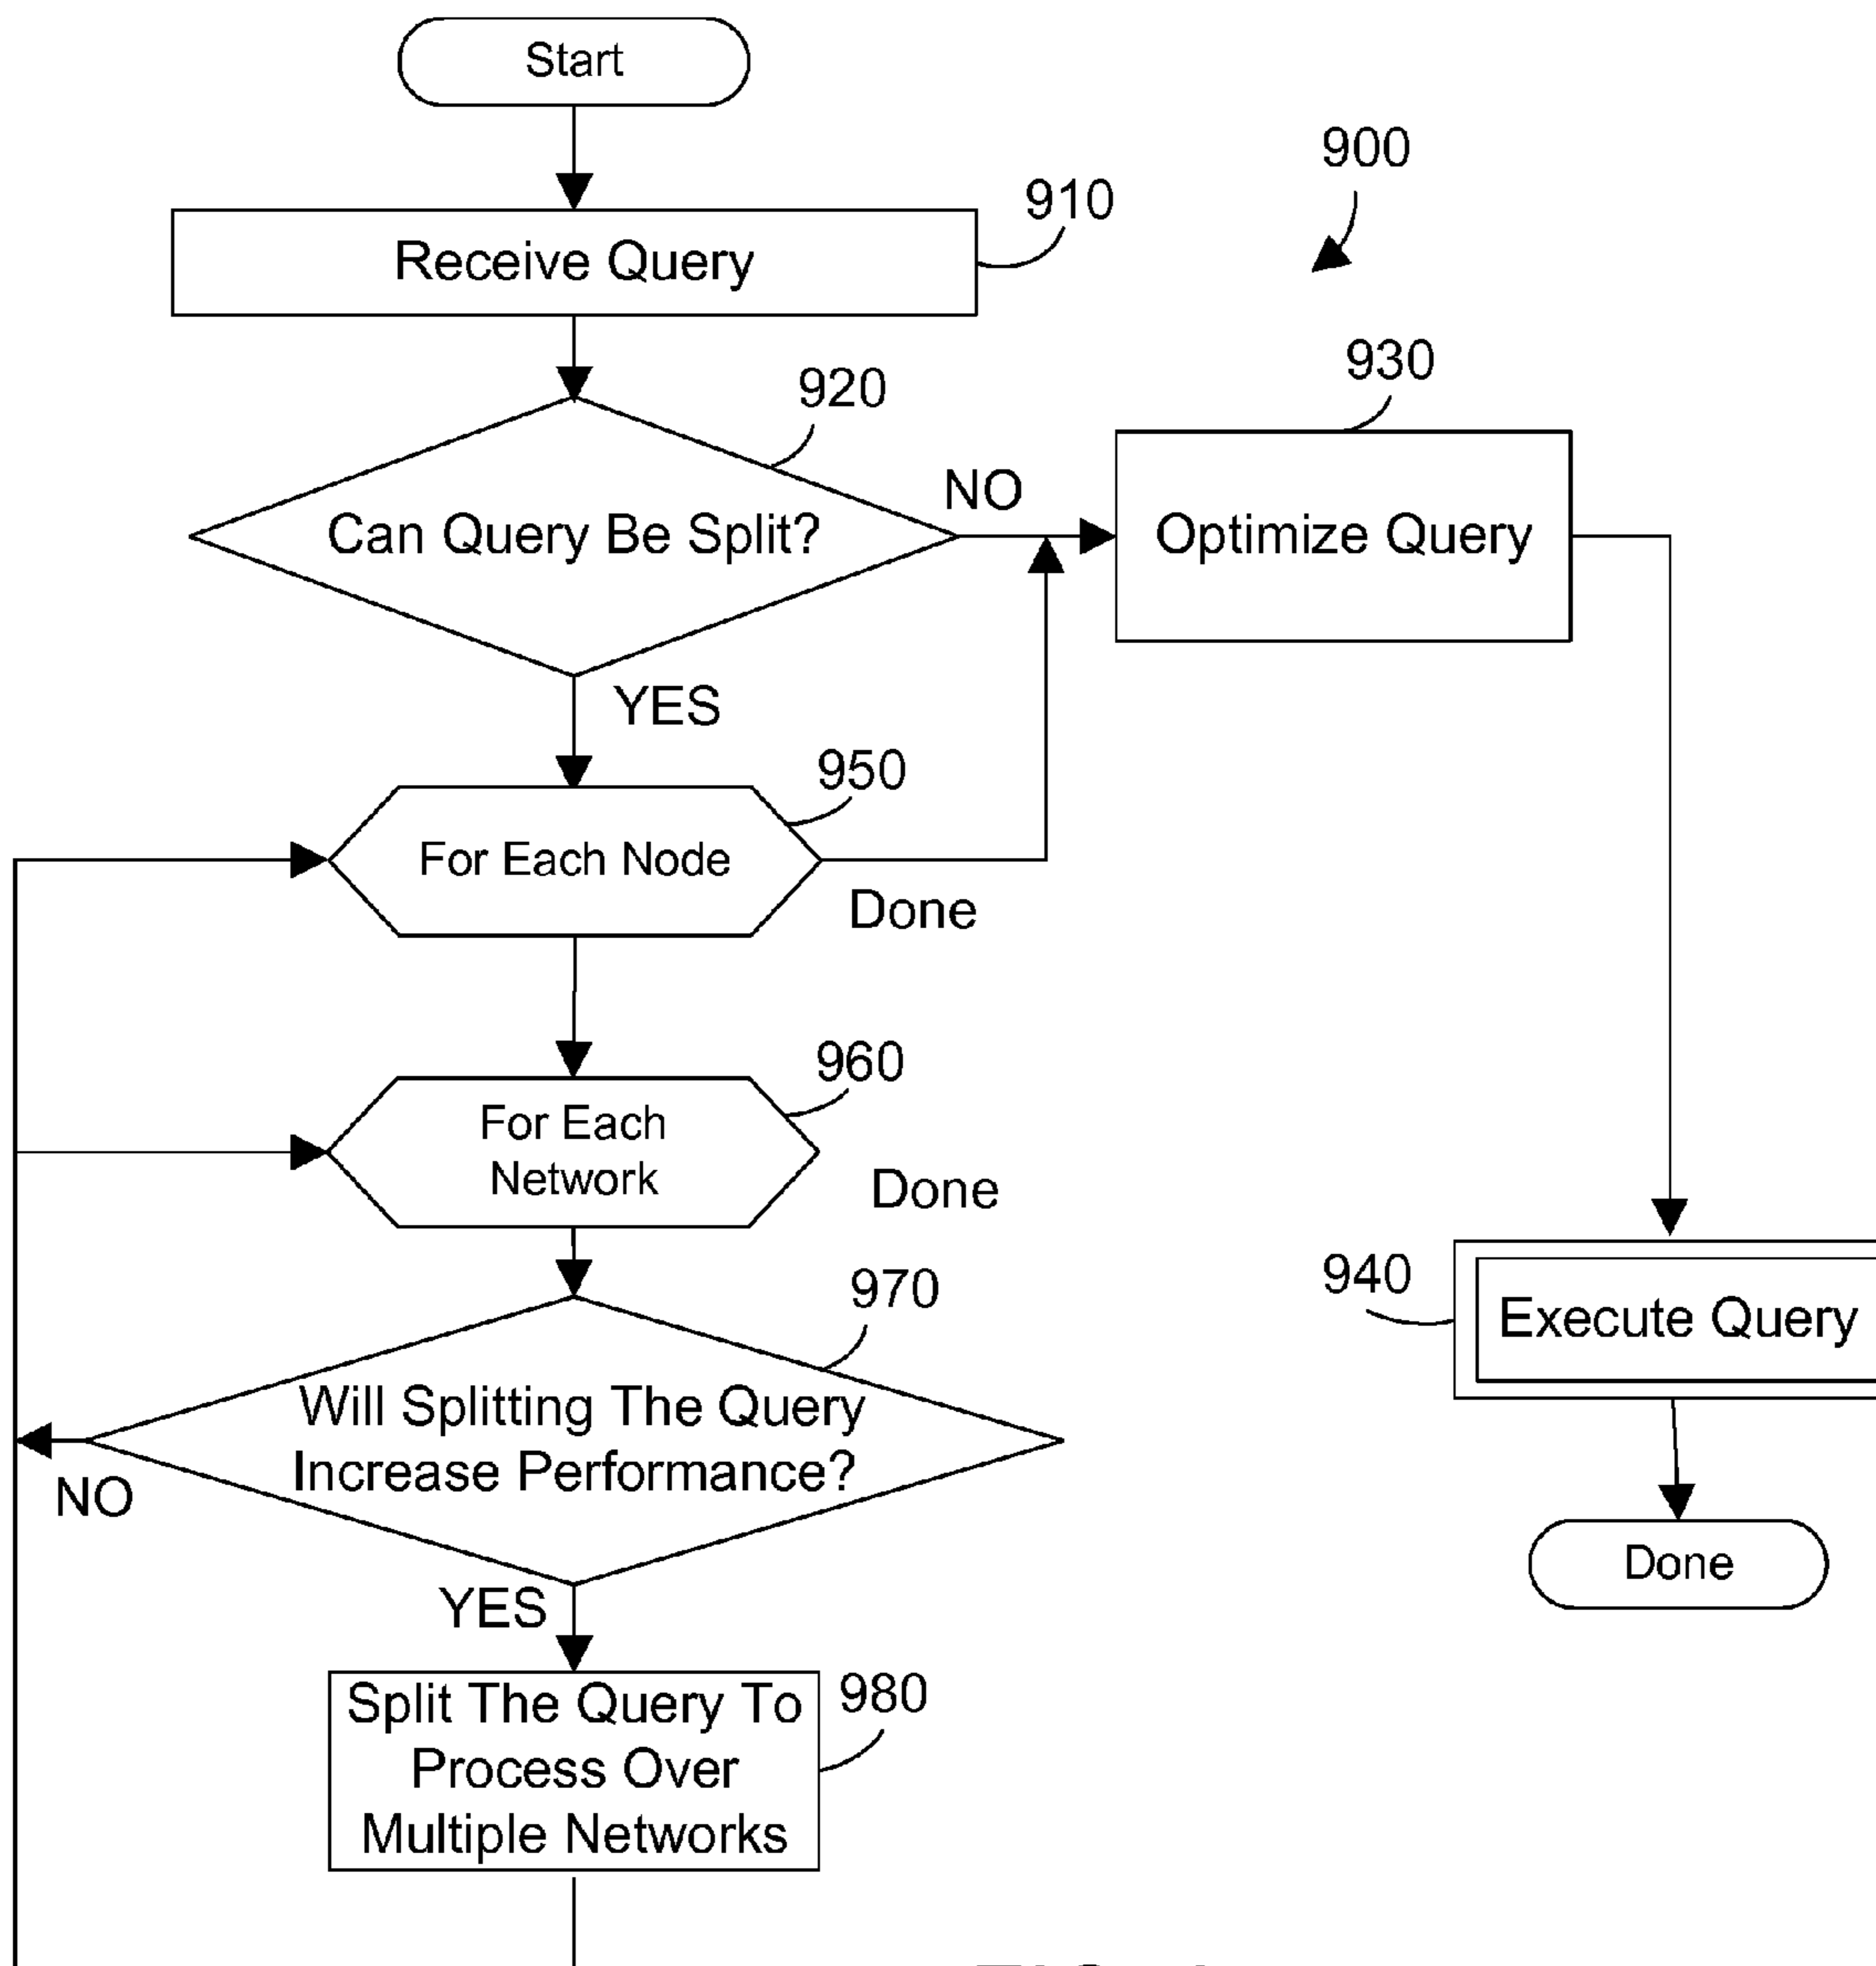 Start
900
910
Receive Query
920
930
NO
Can Query Be Split?
Optimize Query
YES
950
For Each Node
Done
960
For Each
Network
Done
970
940
Execute Query
Will Splitting The Query
Increase Performance?
NO
Done
YES
980
Split The Query To
Process Over
Multiple Networks